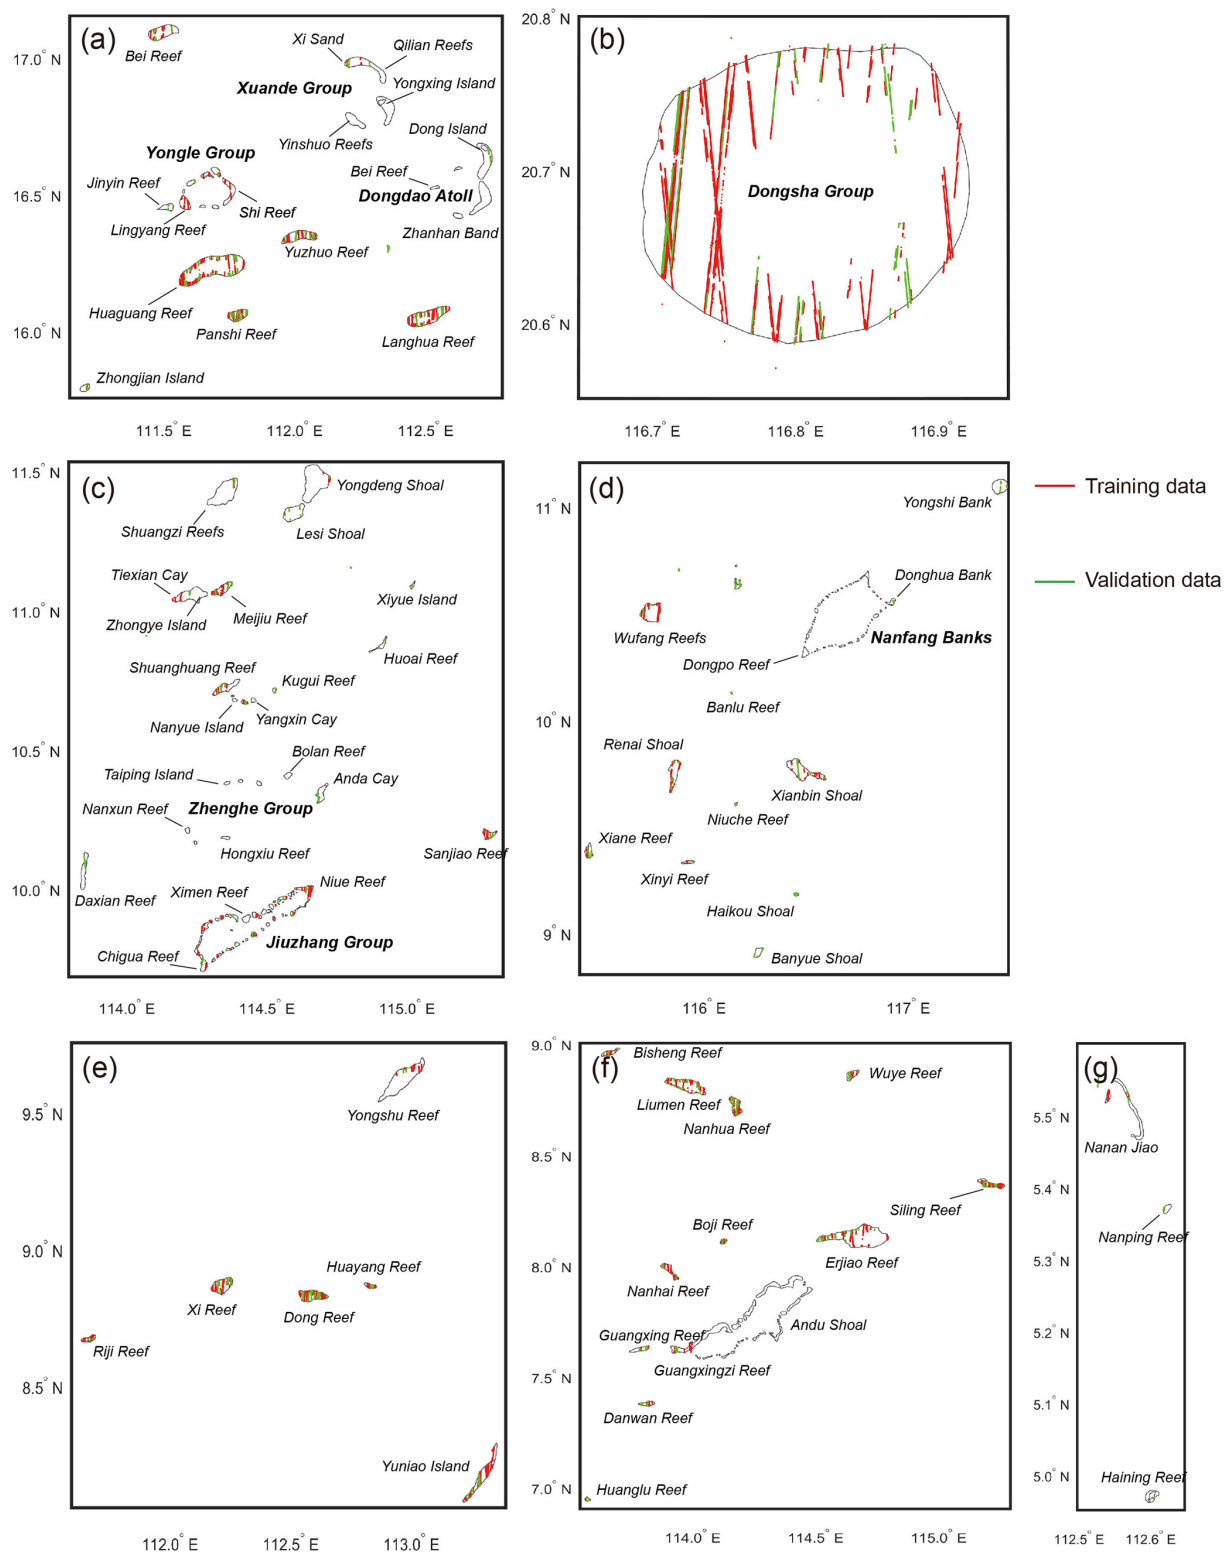 (a)
Bei Reef
Xi Sand
Qilian Reefs
Xuande Group
Yongxing Island
Yinshuo Reefs
Dong Island
Yongle Group
Bei Reef
Jinyin Reef
Dongdao Atoll
Shi Reef
Lingyang Reef
Zhanhan Band
Yuzhuo Reef
Huaguang Reef
Panshi Reef
Langhua Reef
Zhongjian Island
17.0° N
16.5° N
16.0° N
111.5° E
112.0° E
112.5° E
(b)
Dongsha Group
20.8° N
20.7° N
20.6° N
116.7° E
116.8° E
116.9° E
(c)
Yongdeng Shoal
Shuangzi Reefs
Lesi Shoal
Tiexian Cay
Xiyue Island
Meijiu Reef
Zhongye Island
Huoai Reef
Shuanghuang Reef
Kugui Reef
Nanyue Island
Yangxin Cay
Bolan Reef
Taiping Island
Anda Cay
Nanxun Reef
Zhenghe Group
Hongxiu Reef
Sanjiao Reef
Niue Reef
Ximen Reef
Daxian Reef
Jiuzhang Group
Chigua Reef
11.5° N
11.0° N
10.5° N
10.0° N
114.0° E
114.5° E
115.0° E
(d)
Yongshi Bank
Donghua Bank
Wufang Reefs
Nanfang Banks
Dongpo Reef
Banlu Reef
Renai Shoal
Xianbin Shoal
Niuche Reef
Xiane Reef
Xinyi Reef
Haikou Shoal
Banyue Shoal
11° N
10° N
9° N
116° E
117° E
Training data
Validation data
(e)
Yongshu Reef
Huayang Reef
Xi Reef
Dong Reef
Riji Reef
Yuniao Island
9.5° N
9.0° N
8.5° N
112.0° E
112.5° E
113.0° E
(f)
Bisheng Reef
Wuye Reef
Liumen Reef
Nanhua Reef
Siling Reef
Boji Reef
Erjiao Reef
Nanhai Reef
Andu Shoal
Guangxing Reef
Guangxingzi Reef
Danwan Reef
Huanglu Reef
9.0° N
8.5° N
8.0° N
7.5° N
7.0° N
114.0° E
114.5° E
115.0° E
(g)
Nanan Jiao
Nanping Reef
Haining Reef
5.5° N
5.4° N
5.3° N
5.2° N
5.1° N
5.0° N
112.5° E
112.6° E